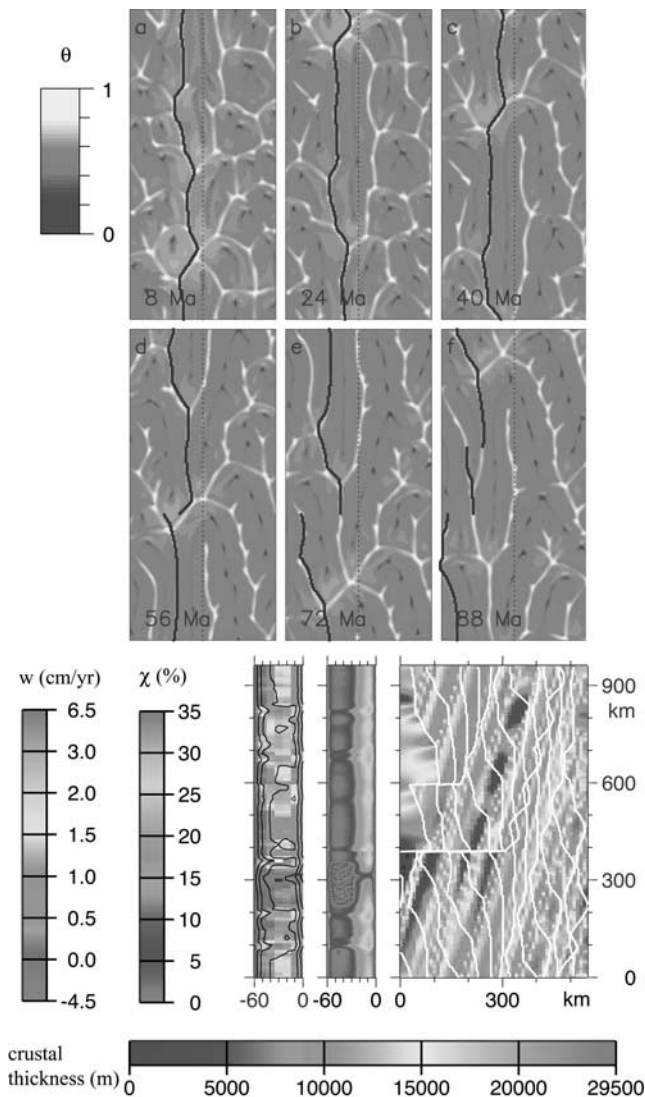 θ
1
0
a b c
8 Ma 24 Ma 40 Ma
d e f
56 Ma 72 Ma 88 Ma
w (cm/yr) χ (%)
6.5
3.0
2.0
1.5
1.0
0.5
0.0
-4.5
35
30
25
20
15
10
5
0
900
km
600
300
0
-60 0 -60 0 0 300 km
crustal
thickness (m)
0 5000 10000 15000 20000 29500